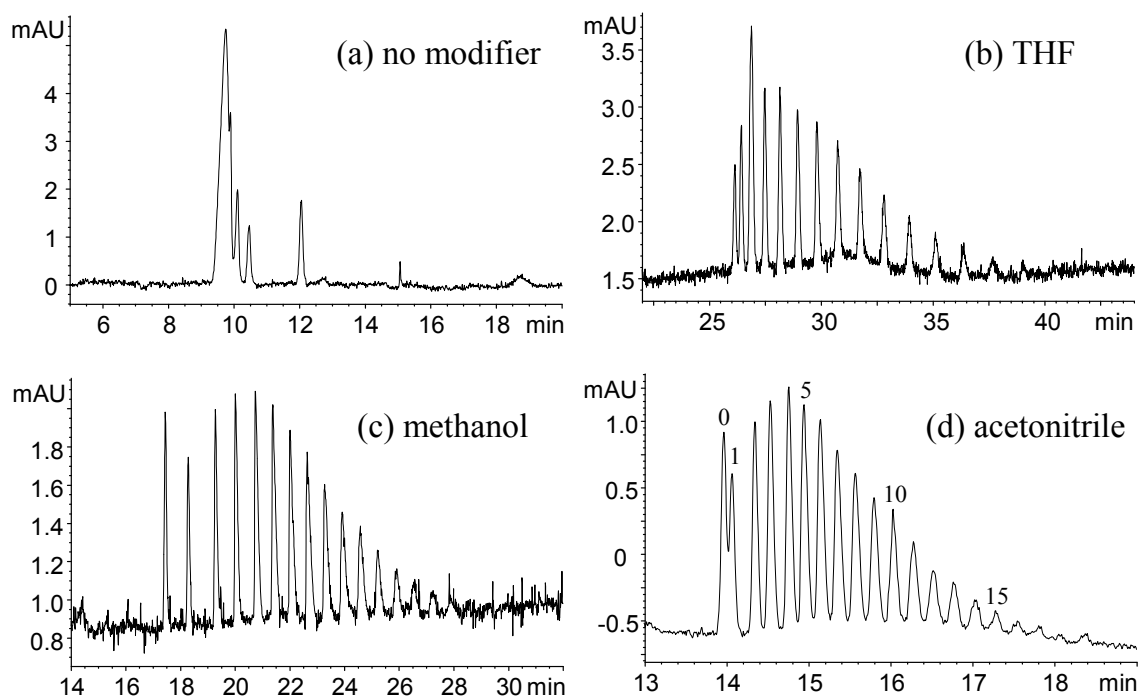 mAU
(a) no modifier
4
3
2
1
0
6 8 10 12 14 16 18 min
mAU
(b) THF
3.5
3.0
2.5
2.0
1.5
25 30 35 40 min
mAU
(c) methanol
1.8
1.6
1.4
1.2
1.0
0.8
14 16 18 20 22 24 26 28 30 min
mAU
(d) acetonitrile
0 1 5 10 15
1.0
0.5
0
-0.5
13 14 15 16 17 18 min